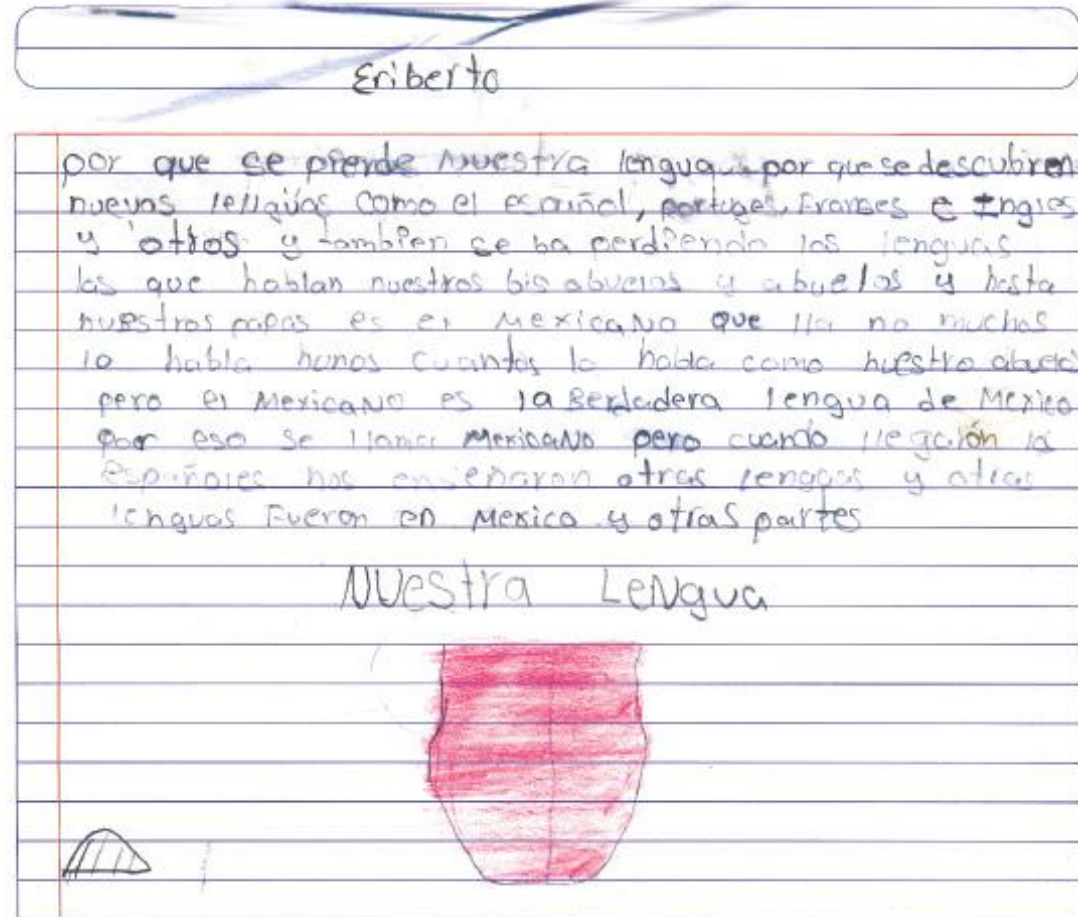 Eriberto
por que se pierde Nuestra lengua por que se descubiren
nuevas lenguas como el español, portuges, Franses e Ingles
y otros y tambien se ba perdiendo las lenguas
las que hablan nuestros bis abuelos y abuelos y hasta
nuestros papas es el MexicaNo que lla no muchos
lo habla hunos cuantos lo habla como nuestro abuelo
pero el MexicaNo es la Berdadera lengua de Mexico
por eso se llama MexicaNo pero cuando llegarón los
españoles nos enseñaron otras lenguas y otras
lenguas Fueron en Mexico y otras partes
NUestra LeNgua